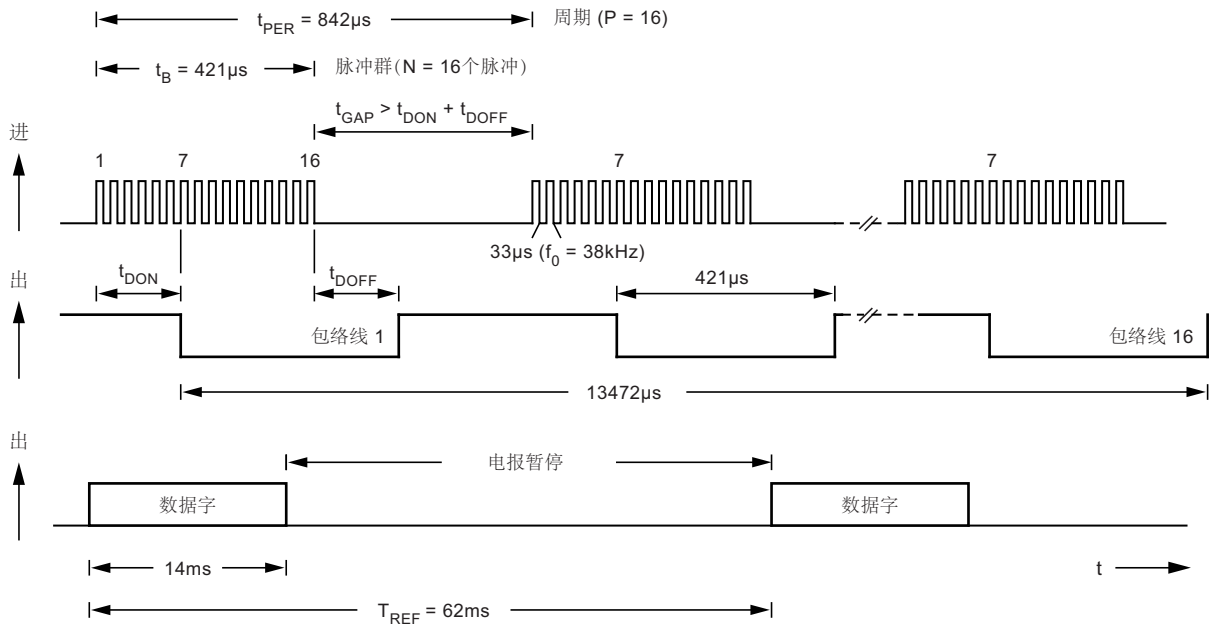 t_PER = 842µs 周期 (P = 16)
t_B = 421µs 脉冲群(N = 16个脉冲)
t_GAP > t_DON + t_DOFF
进
1 7 16 7 7
33µs (f_0 = 38kHz)
出
t_DON t_DOFF 421µs
包络线 1 包络线 16
13472µs
出
电报暂停
数据字 数据字
14ms t
T_REF = 62ms